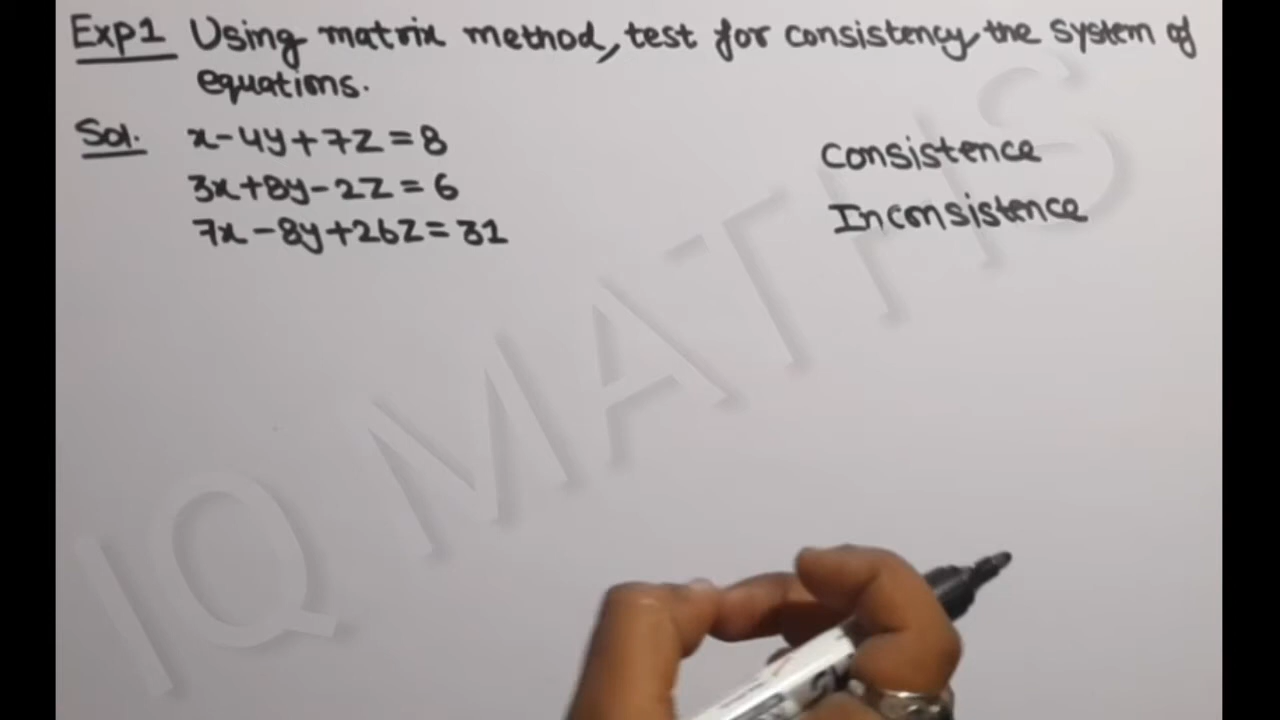 Exp1 Using matrix method, test for consistency, the system of
equations.
Sol. x-4y+7z=8
3x+8y-2z=6
7x-8y+26z=31
Consistence
Inconsistence
IQ MATHS